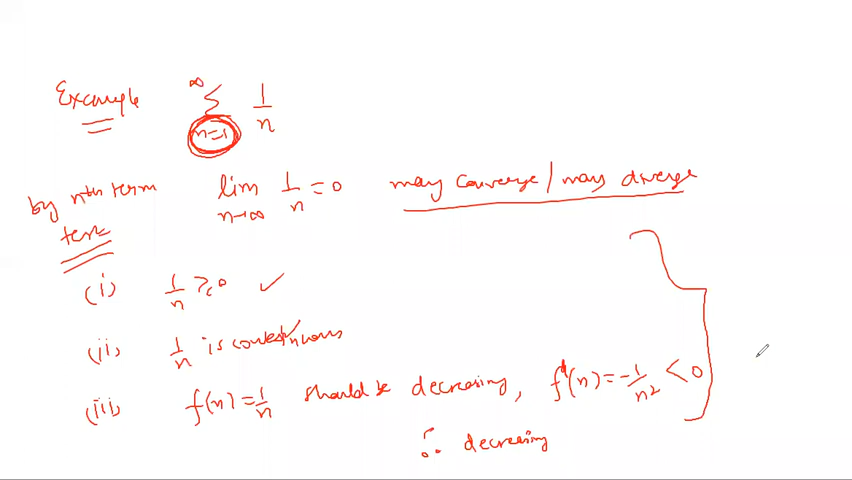 Example ∞ Σ n=1 1/n
by nth term test lim n→∞ 1/n = 0 may converge / may diverge
(i) 1/n ≥ 0 ✓
(ii) 1/n is continuous
(iii) f(n) = 1/n should be decreasing, f'(n) = -1/n² < 0
∴ decreasing